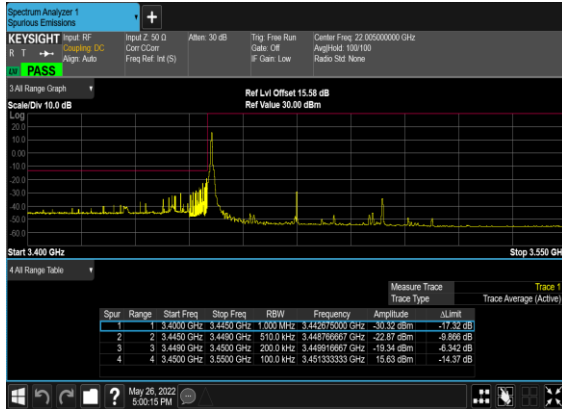 Spectrum Analyzer 1
Spurious Emissions
+
KEYSIGHT Input: RF Input Z: 50 Ω Atten: 30 dB Trig: Free Run Center Freq: 22.005000000 GHz
R T Coupling: DC Corr CCorr Gate: Off Avg|Hold: 100/100
Align: Auto Freq Ref: Int (S) IF Gain: Low Radio Std: None
PASS
3 All Range Graph
Ref Lvl Offset 15.58 dB
Scale/Div 10.0 dB Ref Value 30.00 dBm
Log
20.0
10.0
0.00
-10.0
-20.0
-30.0
-40.0
-50.0
-60.0
Start 3.400 GHz Stop 3.550 GH
4 All Range Table
Measure Trace Trace 1
Trace Type Trace Average (Active)
Spur Range Start Freq Stop Freq RBW Frequency Amplitude ΔLimit
1 1 3.4000 GHz 3.4450 GHz 1.000 MHz 3.442675000 GHz -30.32 dBm -17.32 dB
2 2 3.4450 GHz 3.4490 GHz 510.0 kHz 3.448766667 GHz -22.87 dBm -9.866 dB
3 3 3.4490 GHz 3.4500 GHz 200.0 kHz 3.449916667 GHz -19.34 dBm -6.342 dB
4 4 3.4500 GHz 3.5500 GHz 100.0 kHz 3.451333333 GHz 15.63 dBm -14.37 dB
? May 26, 2022
5:00:15 PM